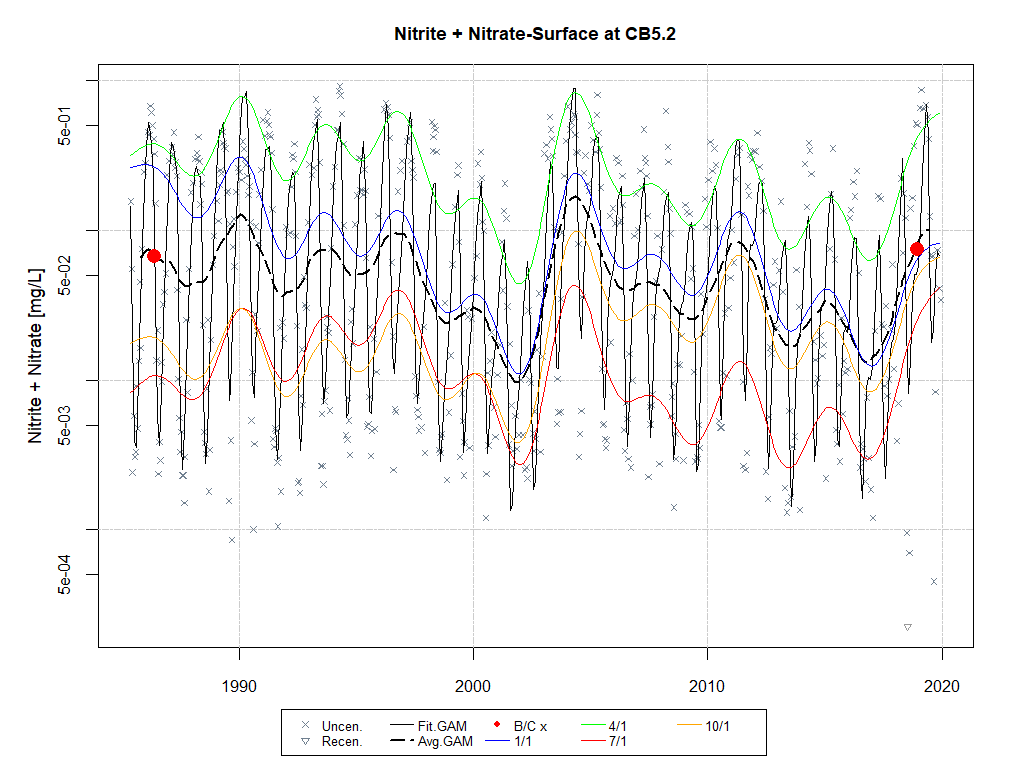 Nitrite + Nitrate-Surface at CB5.2
Nitrite + Nitrate [mg/L]
5e-01
5e-02
5e-03
5e-04
1990 2000 2010 2020
Uncen. Fit.GAM B/C x 4/1 10/1
Recen. Avg.GAM 1/1 7/1